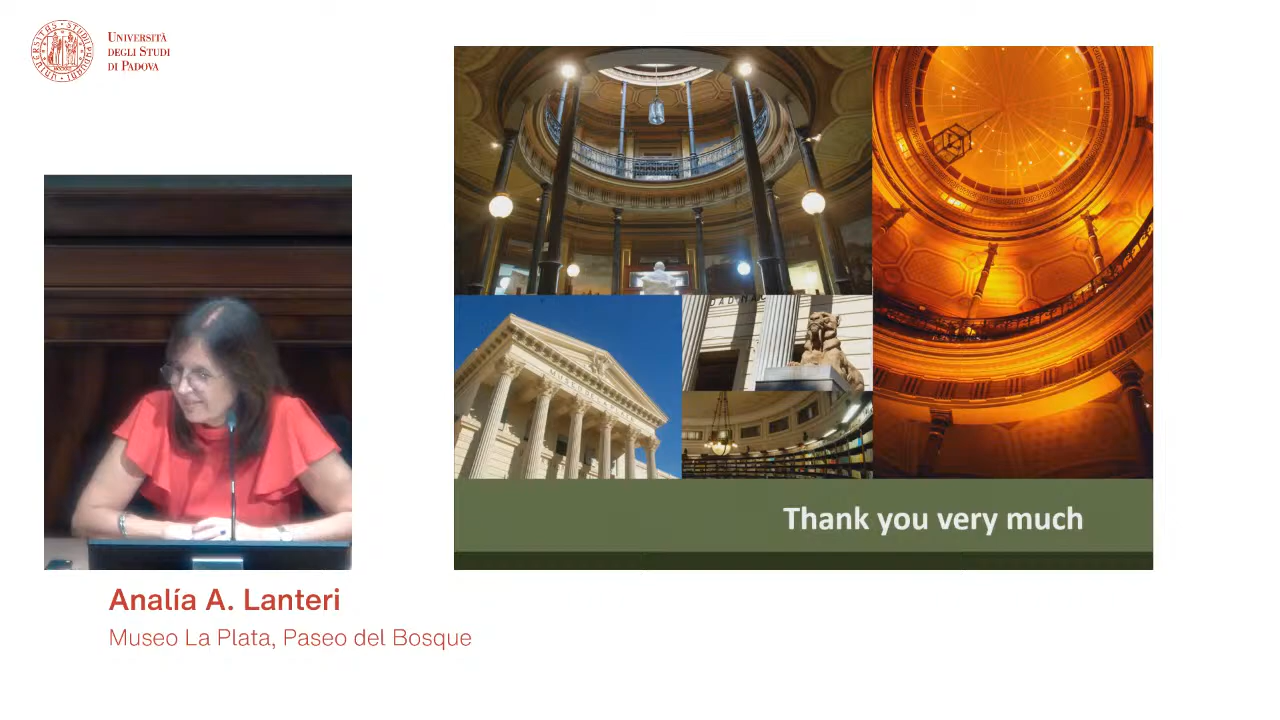 UNIVERSITÀ
DEGLI STUDI
DI PADOVA
Thank you very much
Analía A. Lanteri
Museo La Plata, Paseo del Bosque